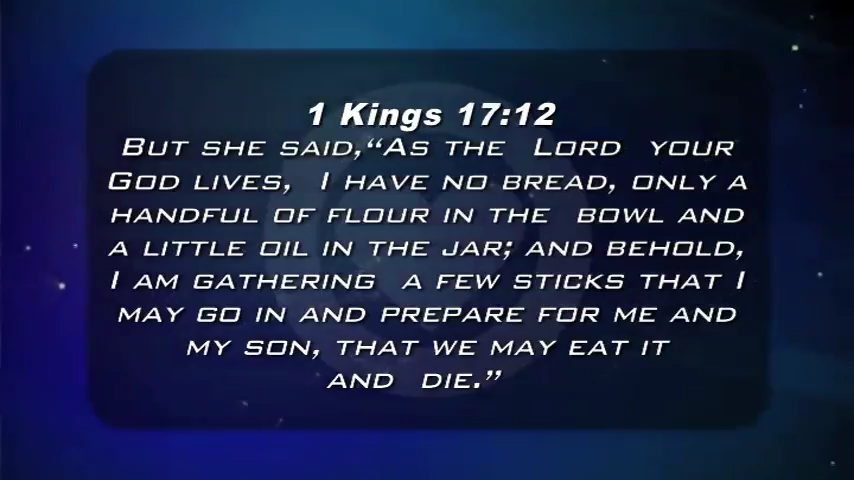 1 Kings 17:12
But she said,“As the Lord your
God lives, I have no bread, only a
handful of flour in the bowl and
a little oil in the jar; and behold,
I am gathering a few sticks that I
may go in and prepare for me and
my son, that we may eat it
and die.”